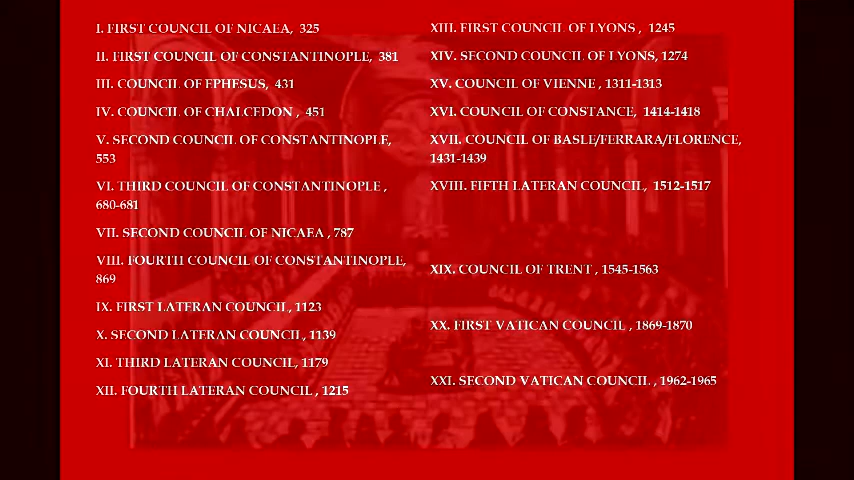 I. FIRST COUNCIL OF NICAEA, 325
II. FIRST COUNCIL OF CONSTANTINOPLE, 381
III. COUNCIL OF EPHESUS, 431
IV. COUNCIL OF CHALCEDON , 451
V. SECOND COUNCIL OF CONSTANTINOPLE,
553
VI. THIRD COUNCIL OF CONSTANTINOPLE ,
680-681
VII. SECOND COUNCIL OF NICAEA , 787
VIII. FOURTH COUNCIL OF CONSTANTINOPLE,
869
IX. FIRST LATERAN COUNCIL, 1123
X. SECOND LATERAN COUNCIL, 1139
XI. THIRD LATERAN COUNCIL, 1179
XII. FOURTH LATERAN COUNCIL , 1215
XIII. FIRST COUNCIL OF LYONS , 1245
XIV. SECOND COUNCIL OF LYONS, 1274
XV. COUNCIL OF VIENNE , 1311-1313
XVI. COUNCIL OF CONSTANCE, 1414-1418
XVII. COUNCIL OF BASLE/FERRARA/FLORENCE,
1431-1439
XVIII. FIFTH LATERAN COUNCIL, 1512-1517
XIX. COUNCIL OF TRENT , 1545-1563
XX. FIRST VATICAN COUNCIL , 1869-1870
XXI. SECOND VATICAN COUNCIL , 1962-1965